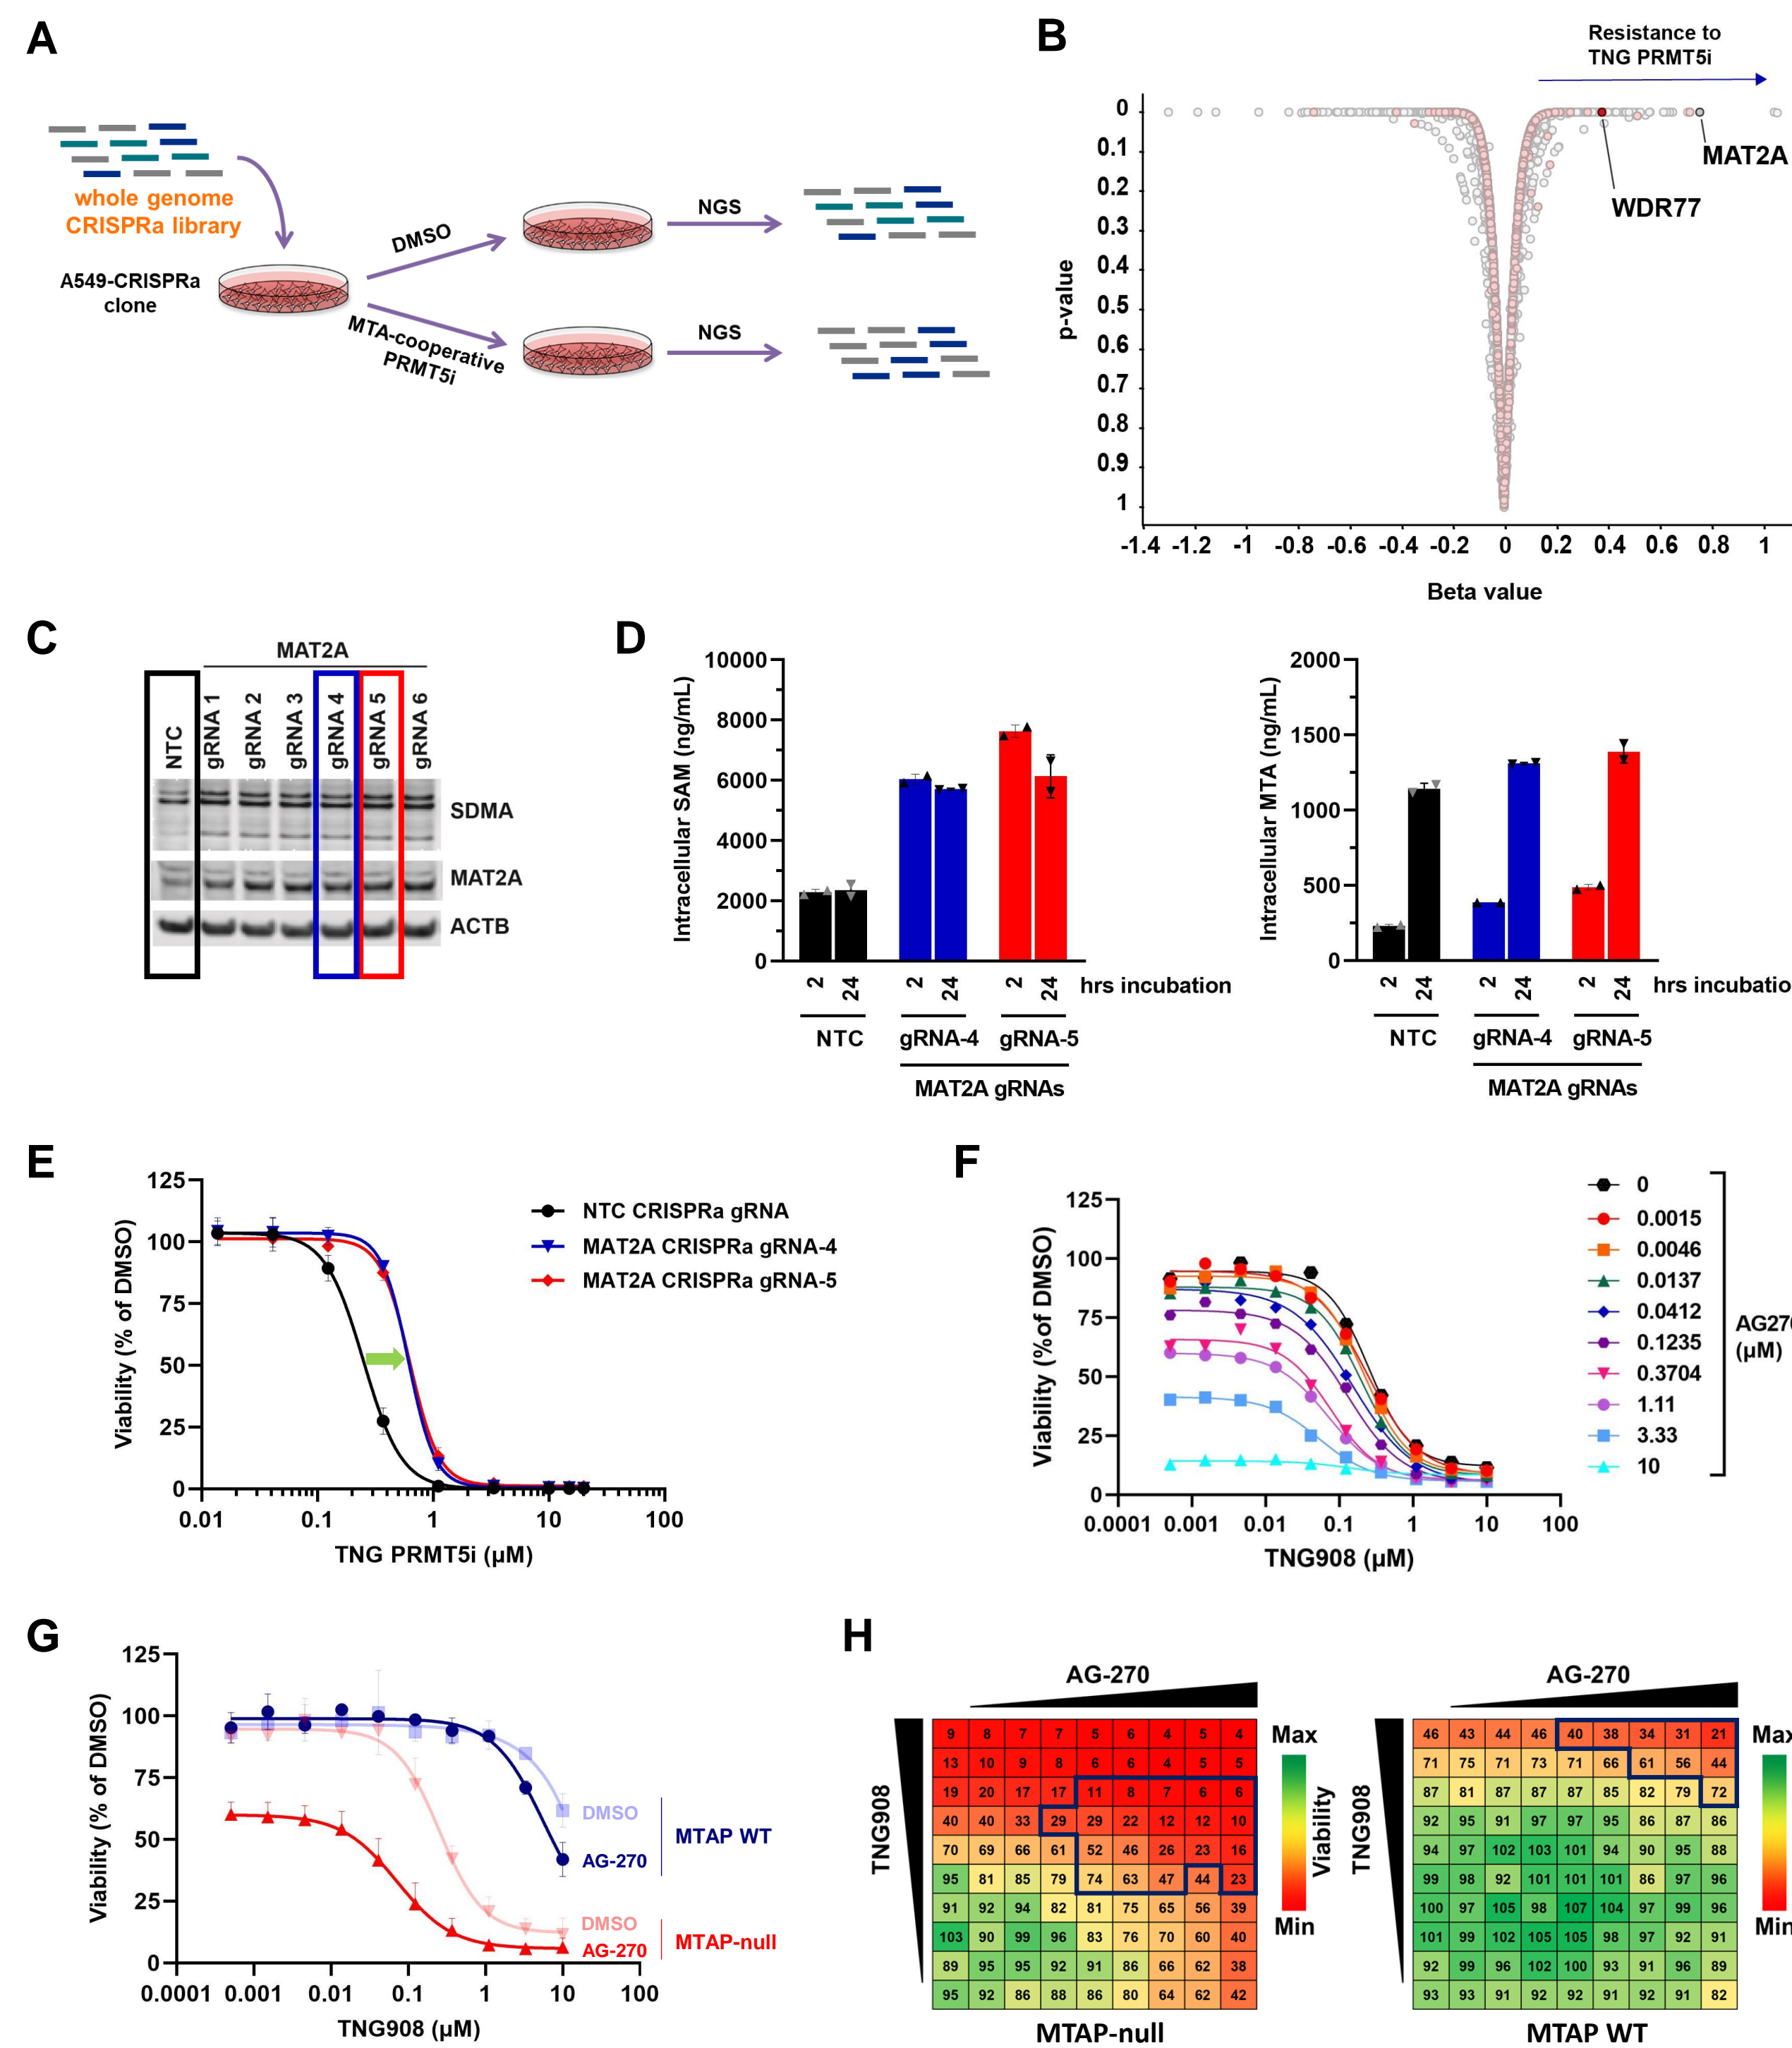 A
whole genome
CRISPRa library
A549-CRISPRa
clone
DMSO
MTA-cooperative
PRMT5i
NGS
NGS
B
Resistance to
TNG PRMT5i
MAT2A
WDR77
p-value
0
0.1
0.2
0.3
0.4
0.5
0.6
0.7
0.8
0.9
1
-1.4 -1.2 -1 -0.8 -0.6 -0.4 -0.2 0 0.2 0.4 0.6 0.8 1
Beta value
C
MAT2A
NTC
gRNA 1
gRNA 2
gRNA 3
gRNA 4
gRNA 5
gRNA 6
SDMA
MAT2A
ACTB
D
Intracellular SAM (ng/mL)
10000
8000
6000
4000
2000
0
2 24 2 24 2 24 hrs incubation
NTC gRNA-4 gRNA-5
MAT2A gRNAs
Intracellular MTA (ng/mL)
2000
1500
1000
500
0
2 24 2 24 2 24 hrs incubatio
NTC gRNA-4 gRNA-5
MAT2A gRNAs
E
Viability (% of DMSO)
125
100
75
50
25
0
0.01 0.1 1 10 100
TNG PRMT5i (µM)
NTC CRISPRa gRNA
MAT2A CRISPRa gRNA-4
MAT2A CRISPRa gRNA-5
F
Viability (%of DMSO)
125
100
75
50
25
0
0.0001 0.001 0.01 0.1 1 10 100
TNG908 (µM)
0
0.0015
0.0046
0.0137
0.0412
0.1235
0.3704
1.11
3.33
10
AG270
(µM)
G
Viability (% of DMSO)
125
100
75
50
25
0
0.0001 0.001 0.01 0.1 1 10 100
TNG908 (µM)
DMSO
AG-270
MTAP WT
DMSO
AG-270
MTAP-null
H
AG-270
TNG908
9 8 7 7 5 6 4 5 4
13 10 9 8 6 6 4 5 5
19 20 17 17 11 8 7 6 6
40 40 33 29 29 22 12 12 10
70 69 66 61 52 46 26 23 16
95 81 85 79 74 63 47 44 23
91 92 94 82 81 75 65 56 39
103 90 99 96 83 76 70 60 40
89 95 95 92 91 86 66 62 38
95 92 86 88 86 80 64 62 42
MTAP-null
Max
Viability
Min
AG-270
TNG908
46 43 44 46 40 38 34 31 21
71 75 71 73 71 66 61 56 44
87 81 87 87 87 85 82 79 72
92 95 91 97 97 95 86 87 86
94 97 102 103 101 94 90 95 88
99 98 92 101 101 101 86 97 96
100 97 105 98 107 104 97 99 96
101 99 102 105 105 98 97 92 91
92 99 96 102 100 93 91 96 89
93 93 91 92 92 91 92 91 82
MTAP WT
Max
Min